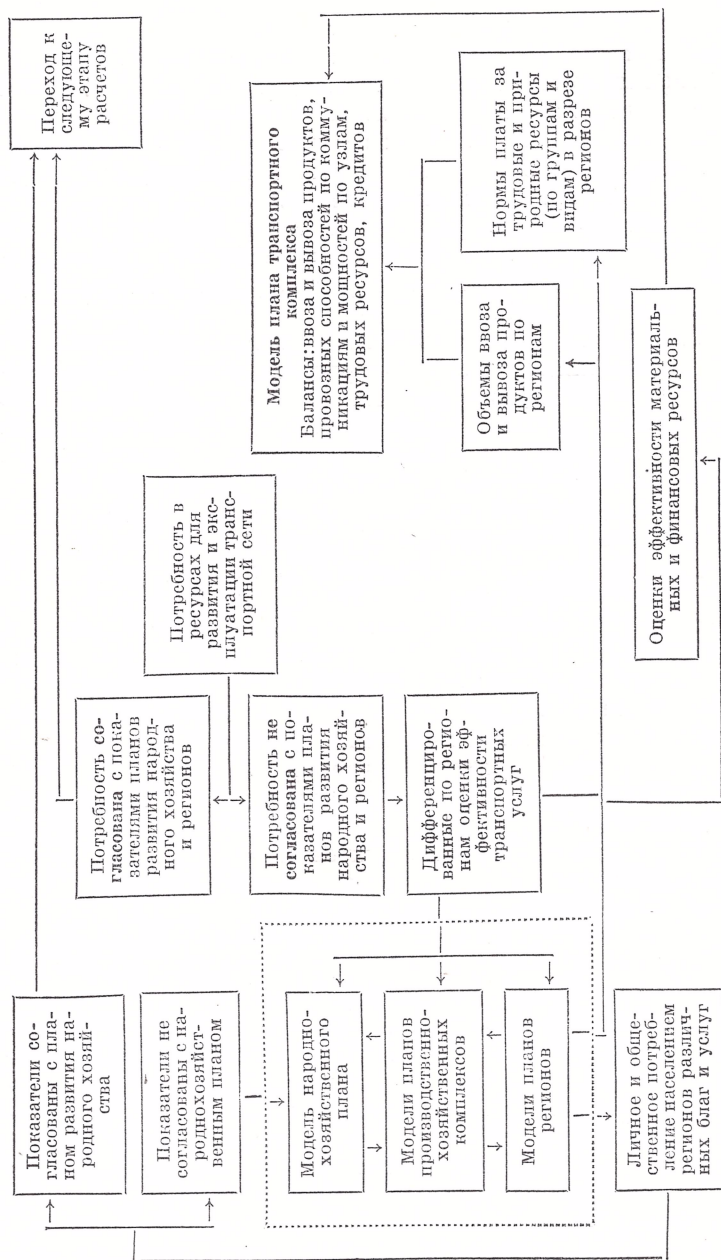 Показатели со-
гласованы с пла-
ном развития на-
родного хозяй-
ства
Показатели не
согласованы с на-
роднохозяйст-
венным планом
Модель народно-
хозяйственного
плана
Модели планов
производственно-
хозяйственных
комплексов
Модели планов
регионов
Личное и обще-
ственное потреб-
ление населением
регионов различ-
ных благ и услуг
Потребность со-
гласована с пока-
зателями планов
развития народ-
ного хозяйства
и регионов
Потребность не
согласована с по-
казателями пла-
нов развития
народного хозяй-
ства и регионов
Дифференциро-
ванные по регио-
нам оценки эф-
фективности
транспортных
услуг
Потребность в
ресурсах для
развития и экс-
плуатации транс-
портной сети
Переход к
следующе-
му этапу
расчетов
Модель плана транспортного
комплекса
Балансы: ввоза и вывоза продуктов,
провозных способностей по комму-
никациям и мощностей по узлам,
трудовых ресурсов, кредитов
Объемы ввоза
и вывоза про-
дуктов по
регионам
Нормы платы за
трудовые и при-
родные ресурсы
(по группам и
видам) в разрезе
регионов
Оценки эффективности материаль-
ных и финансовых ресурсов